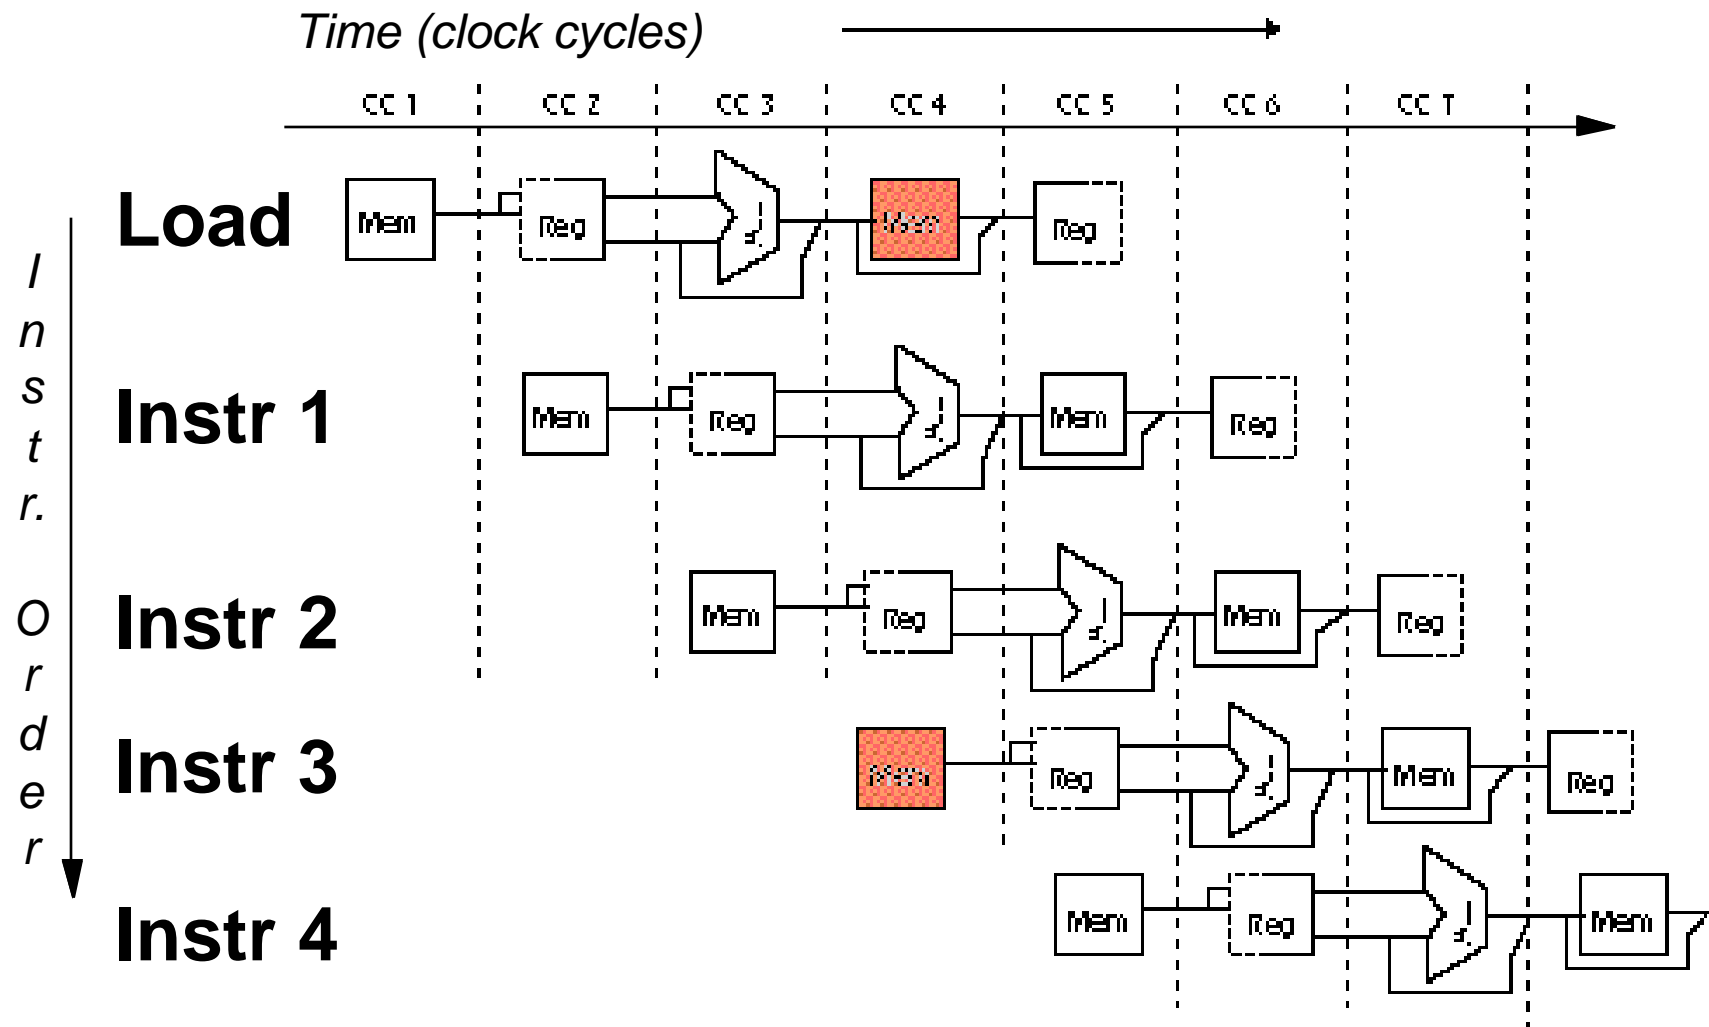 Time (clock cycles)
CC 1 CC 2 CC 3 CC 4 CC 5 CC 6 CC 7
Load Mem Reg Mem Reg
Instr 1 Mem Reg Mem Reg
Instr 2 Mem Reg Mem Reg
Instr 3 Mem Reg Mem Reg
Instr 4 Mem Reg Mem
Instr. Order